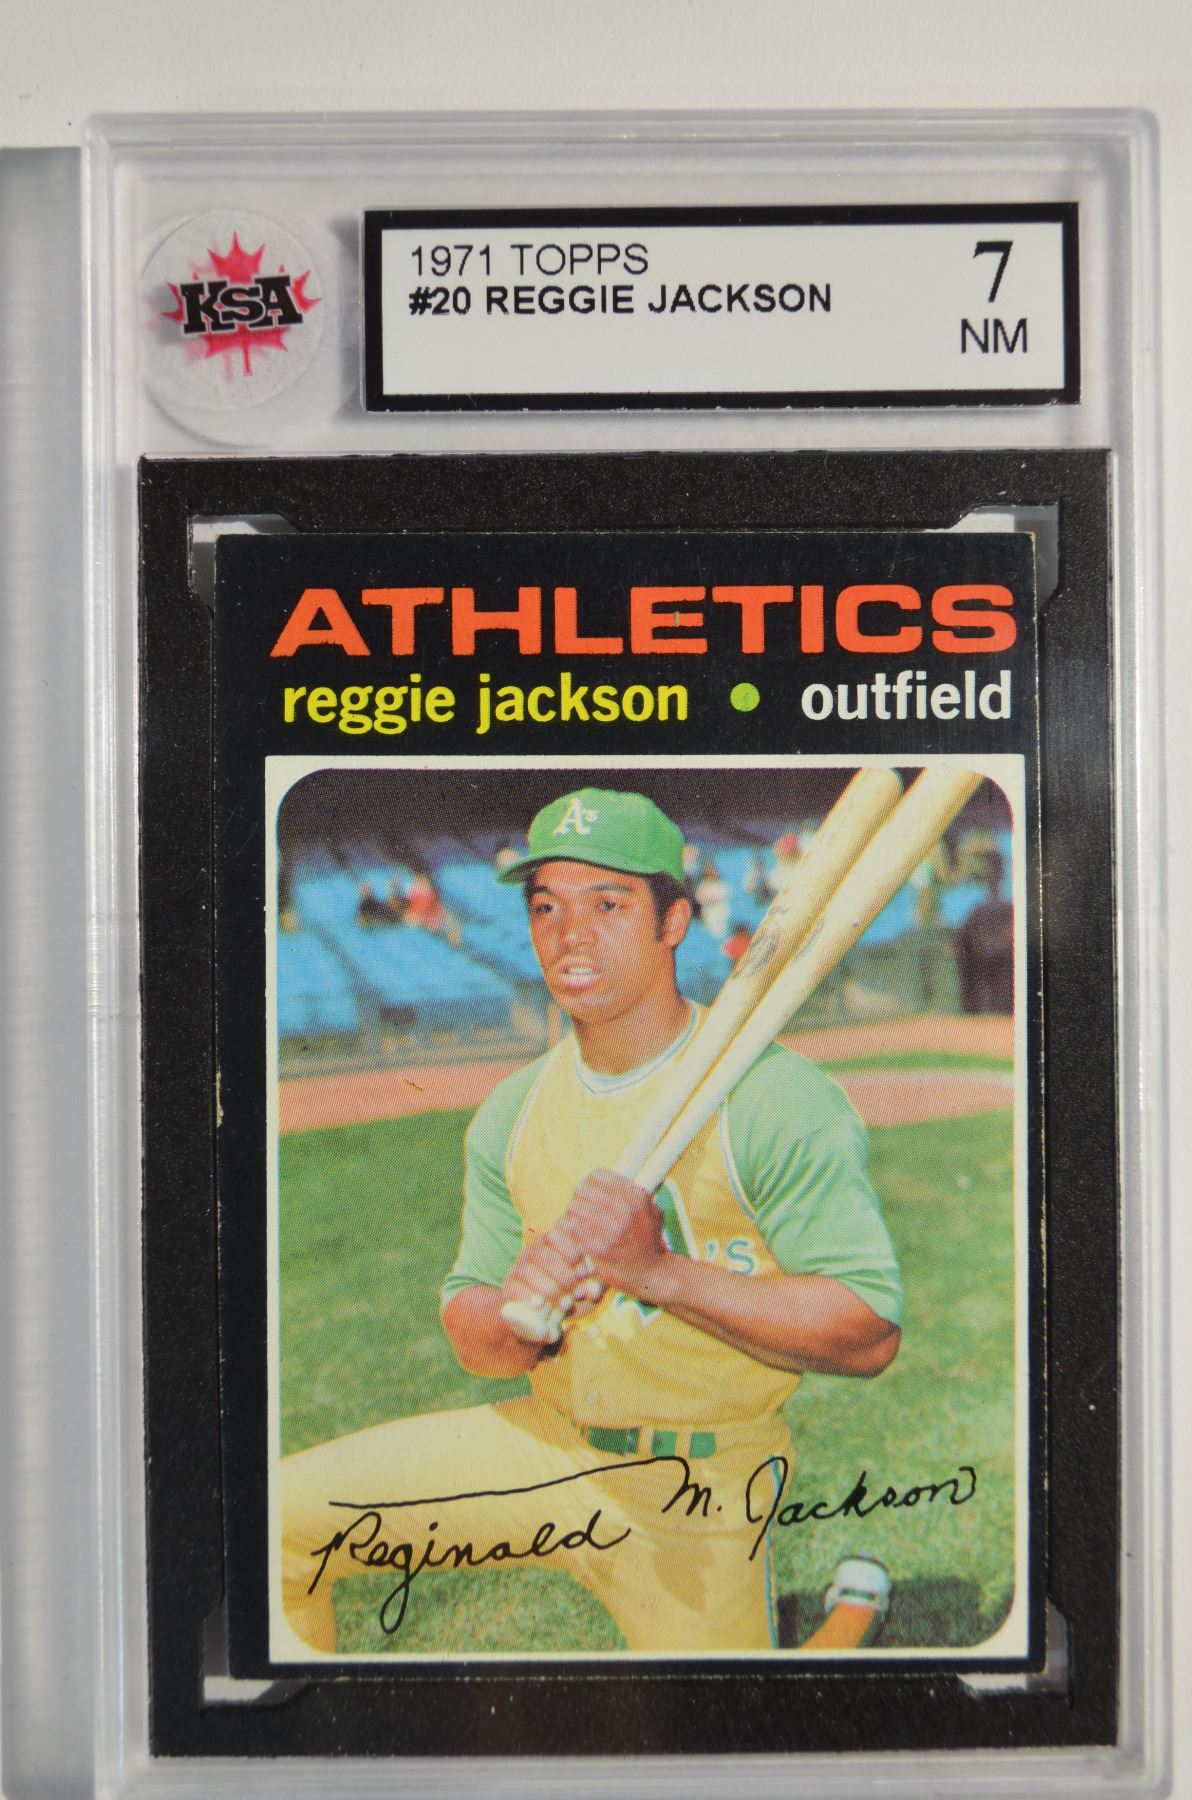 KSA
1971 TOPPS
#20 REGGIE JACKSON
7
NM
ATHLETICS
reggie jackson • outfield
A's
'S
Reginald M. Jackson